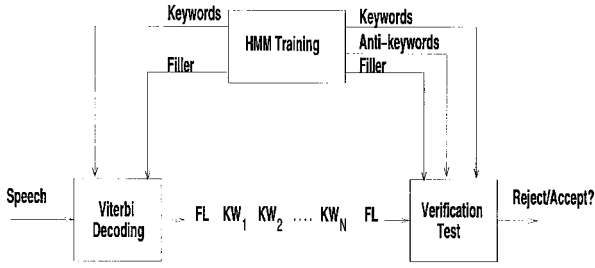 Keywords
Keywords
HMM Training
Anti-keywords
Filler
Filler
Speech
Viterbi
Decoding
FL KW1 KW2 .... KWN FL
Verification
Test
Reject/Accept?